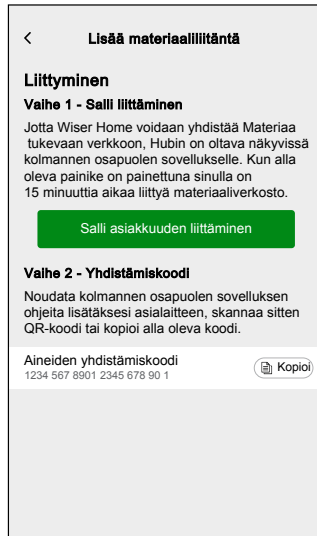 Lisää materiaaliliitäntä
Liittyminen
Vaihe 1 - Salli liittäminen
Jotta Wiser Home voidaan yhdistää Materiaa
tukevaan verkkoon, Hubin on oltava näkyvissä
kolmannen osapuolen sovellukselle. Kun alla
oleva painike on painettuna sinulla on
15 minuuttia aikaa liittyä materiaaliverkosto.
Salli asiakkuuden liittäminen
Vaihe 2 - Yhdistämiskoodi
Noudata kolmannen osapuolen sovelluksen
ohjeita lisätäksesi asialaitteen, skannaa sitten
QR-koodi tai kopioi alla oleva koodi.
Aineiden yhdistämiskoodi
1234 567 8901 2345 678 90 1
Kopioi